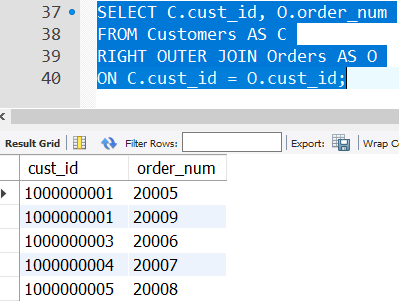 37 SELECT C.cust_id, O.order_num
38 FROM Customers AS C
39 RIGHT OUTER JOIN Orders AS O
40 ON C.cust_id = O.cust_id;
Result Grid Filter Rows: Export: Wrap Ce
cust_id order_num
1000000001 20005
1000000001 20009
1000000003 20006
1000000004 20007
1000000005 20008